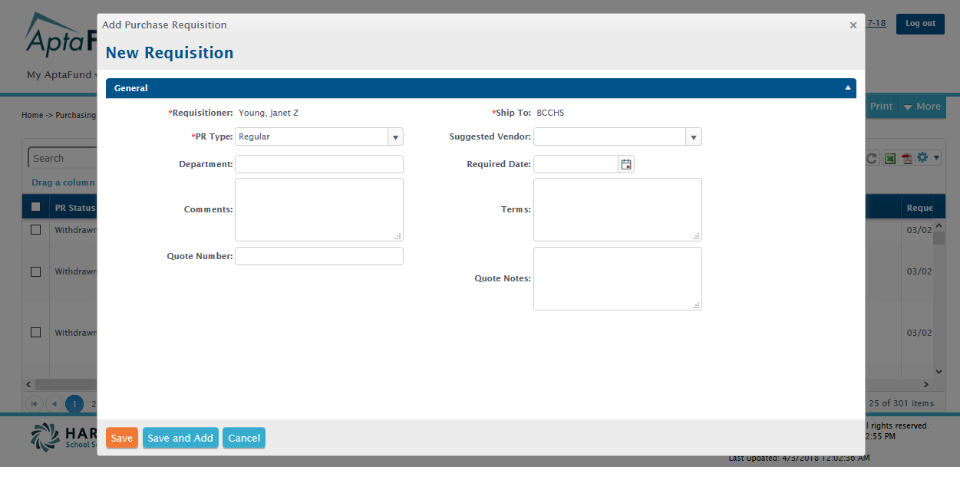 Add Purchase Requisition ×
7-18 Log out
AptaF
New Requisition
My AptaFund
General
Home -> Purchasing
Print More
*Requisitioner: Young, Janet Z *Ship To: BCCHS
*PR Type: Regular Suggested Vendor:
Department: Required Date:
Search
Drag a column
PR Status Reque
Comments: Terms:
Withdrawn 03/02
Quote Number:
Withdrawn 03/02
Quote Notes:
Withdrawn 03/02
1 2 25 of 301 items
HAR
School S
Save Save and Add Cancel
l rights reserved.
2:55 PM
Last Updated: 4/3/2018 12:02:36 AM